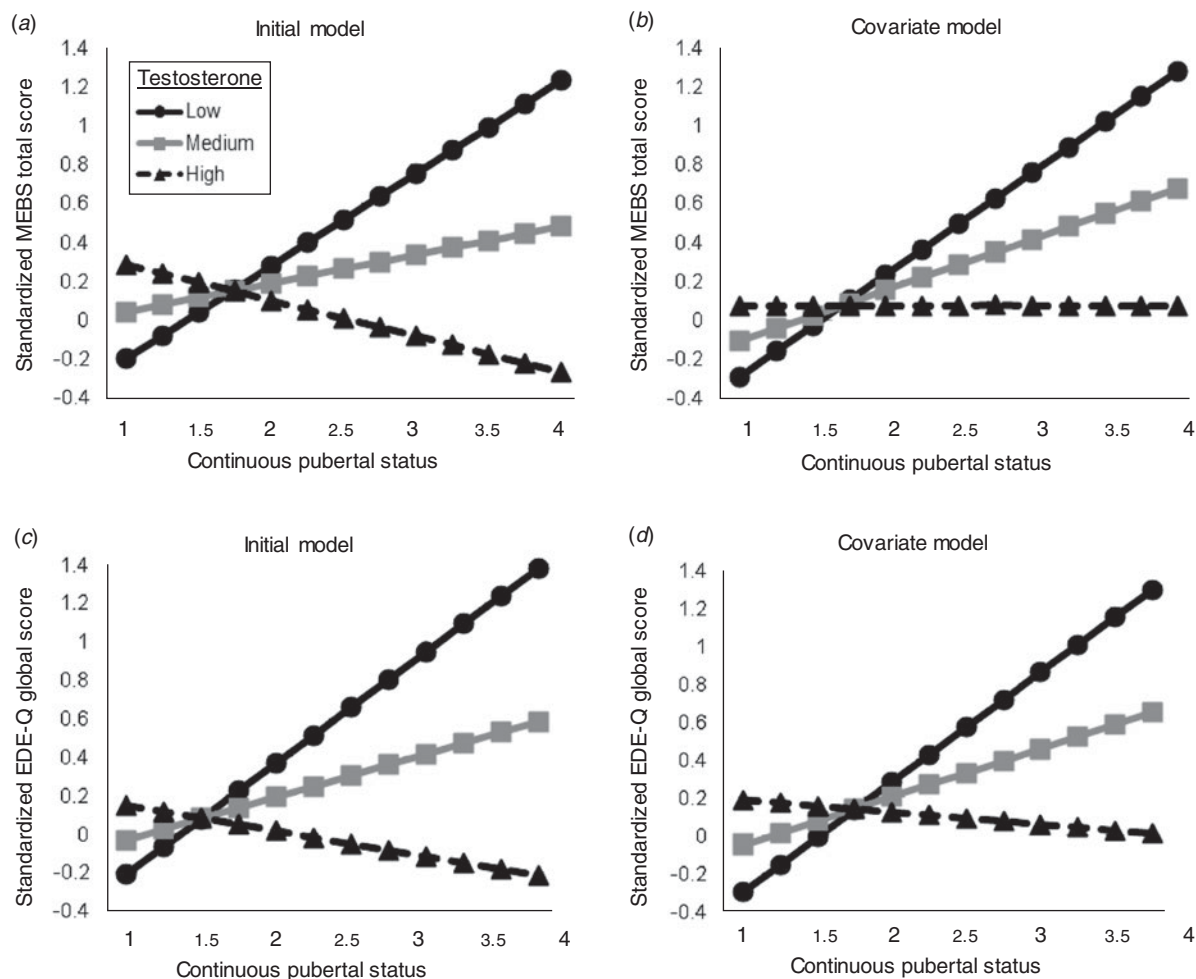 (a)
Initial model
Standardized MEBS total score
1.4
1.2
1
0.8
0.6
0.4
0.2
0
-0.2
-0.4
Testosterone
Low
Medium
High
1 1.5 2 2.5 3 3.5 4
Continuous pubertal status
(b)
Covariate model
Standardized MEBS total score
1.4
1.2
1
0.8
0.6
0.4
0.2
0
-0.2
-0.4
1 1.5 2 2.5 3 3.5 4
Continuous pubertal status
(c)
Initial model
Standardized EDE-Q global score
1.4
1.2
1
0.8
0.6
0.4
0.2
0
-0.2
-0.4
1 1.5 2 2.5 3 3.5 4
Continuous pubertal status
(d)
Covariate model
Standardized EDE-Q global score
1.4
1.2
1
0.8
0.6
0.4
0.2
0
-0.2
-0.4
1 1.5 2 2.5 3 3.5 4
Continuous pubertal status